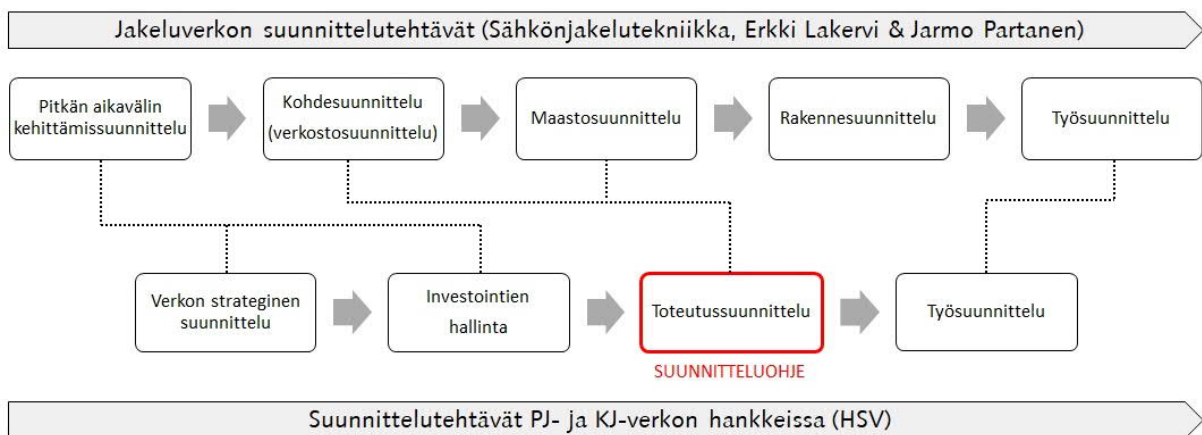 Jakeluverkon suunnittelutehtävät (Sähkönjakelutekniikka, Erkki Lakervi & Jarmo Partanen)
Pitkän aikavälin
kehittämissuunnittelu
Kohdesuunnittelu
(verkostosuunnittelu)
Maastosuunnittelu
Rakennesuunnittelu
Työsuunnittelu
Verkon strateginen
suunnittelu
Investointien
hallinta
Toteutussuunnittelu
Työsuunnittelu
SUUNNITTELUOHJE
Suunnittelutehtävät PJ- ja KJ-verkon hankkeissa (HSV)